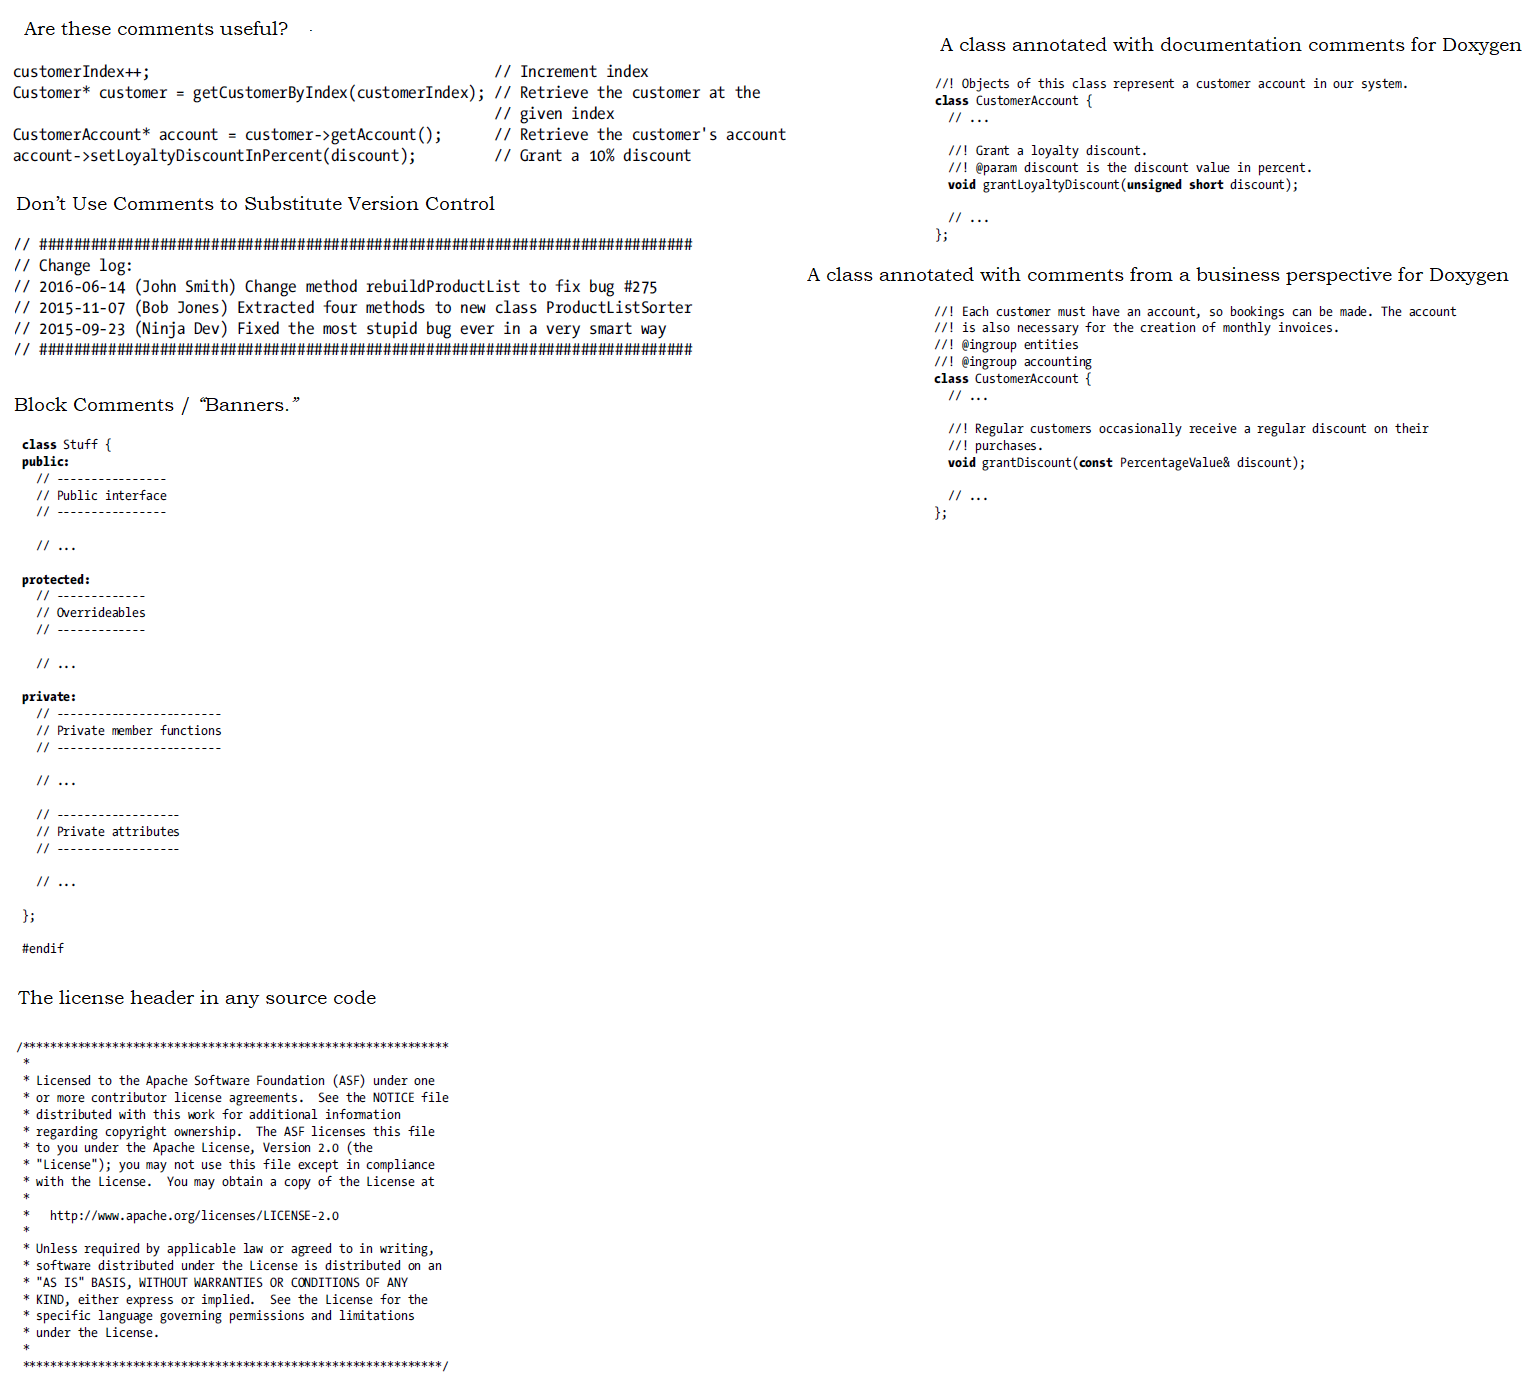 Are these comments useful?
customerIndex++; // Increment index
Customer* customer = getCustomerByIndex(customerIndex); // Retrieve the customer at the
// given index
CustomerAccount* account = customer->getAccount(); // Retrieve the customer's account
account->setLoyaltyDiscountInPercent(discount); // Grant a 10% discount
Don't Use Comments to Substitute Version Control
// ###########################################################################
// Change log:
// 2016-06-14 (John Smith) Change method rebuildProductList to fix bug #275
// 2015-11-07 (Bob Jones) Extracted four methods to new class ProductListSorter
// 2015-09-23 (Ninja Dev) Fixed the most stupid bug ever in a very smart way
// ###########################################################################
Block Comments / “Banners.”
class Stuff {
public:
// ----------------
// Public interface
// ----------------
// ...
protected:
// -------------
// Overrideables
// -------------
// ...
private:
// ------------------------
// Private member functions
// ------------------------
// ...
// ------------------
// Private attributes
// ------------------
// ...
};
#endif
The license header in any source code
/**************************************************************
*
* Licensed to the Apache Software Foundation (ASF) under one
* or more contributor license agreements.  See the NOTICE file
* distributed with this work for additional information
* regarding copyright ownership.  The ASF licenses this file
* to you under the Apache License, Version 2.0 (the
* "License"); you may not use this file except in compliance
* with the License.  You may obtain a copy of the License at
*
*   http://www.apache.org/licenses/LICENSE-2.0
*
* Unless required by applicable law or agreed to in writing,
* software distributed under the License is distributed on an
* "AS IS" BASIS, WITHOUT WARRANTIES OR CONDITIONS OF ANY
* KIND, either express or implied.  See the License for the
* specific language governing permissions and limitations
* under the License.
*
*************************************************************/
A class annotated with documentation comments for Doxygen
//! Objects of this class represent a customer account in our system.
class CustomerAccount {
// ...
//! Grant a loyalty discount.
//! @param discount is the discount value in percent.
void grantLoyaltyDiscount(unsigned short discount);
// ...
};
A class annotated with comments from a business perspective for Doxygen
//! Each customer must have an account, so bookings can be made. The account
//! is also necessary for the creation of monthly invoices.
//! @ingroup entities
//! @ingroup accounting
class CustomerAccount {
// ...
//! Regular customers occasionally receive a regular discount on their
//! purchases.
void grantDiscount(const PercentageValue& discount);
// ...
};